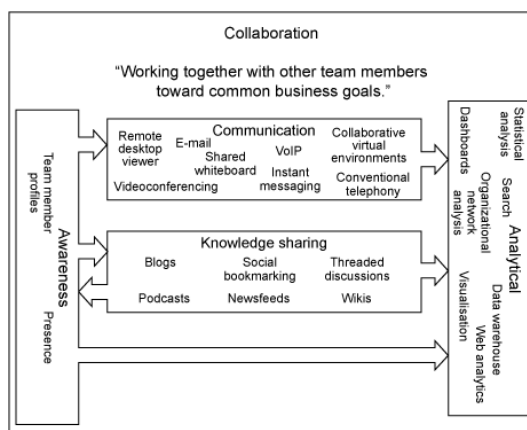 Collaboration
“Working together with other team members
toward common business goals.”
Communication
Remote
desktop
viewer
E-mail
Shared
whiteboard
VoIP
Collaborative
virtual
environments
Videoconferencing
Instant
messaging
Conventional
telephony
Knowledge sharing
Blogs
Social
bookmarking
Threaded
discussions
Podcasts
Newsfeeds
Wikis
Awareness
Team member
profiles
Presence
Analytical
Statistical
analysis
Dashboards
Search
Organizational
network
analysis
Data warehouse
Web analytics
Visualisation